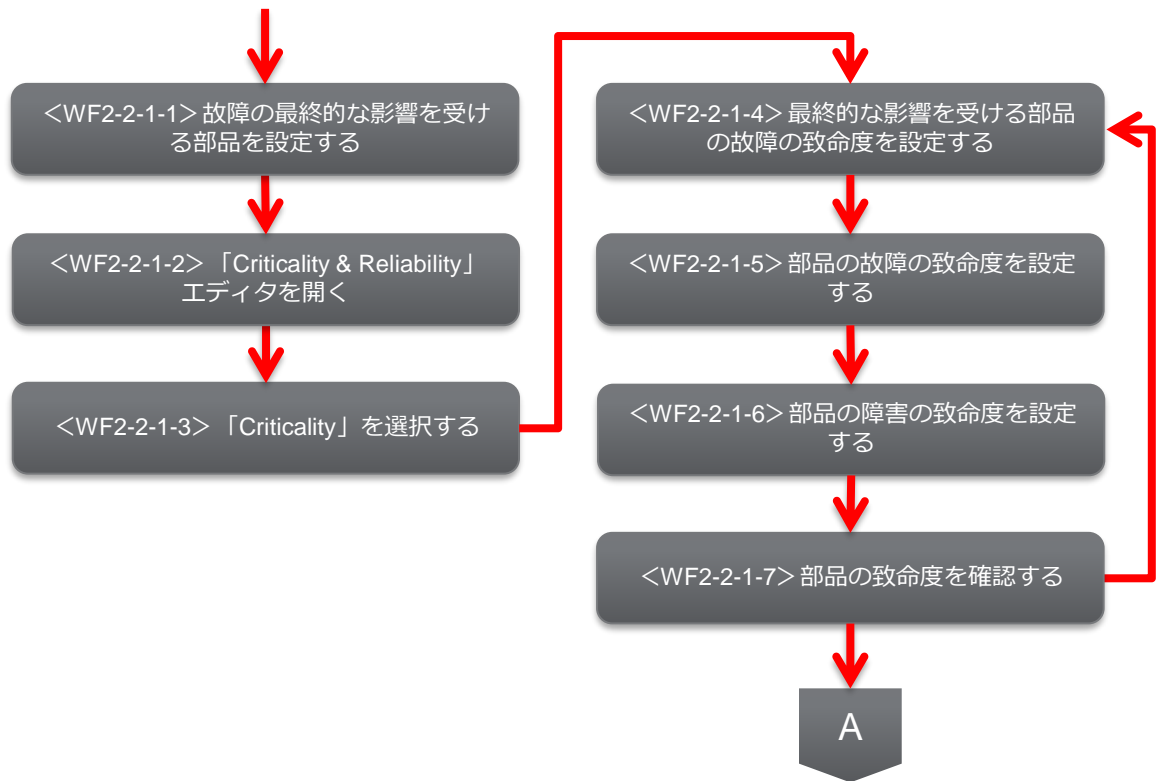 ＜WF2-2-1-1＞故障の最終的な影響を受け
る部品を設定する
＜WF2-2-1-2＞「Criticality & Reliability」
エディタを開く
＜WF2-2-1-3＞「Criticality」を選択する
＜WF2-2-1-4＞最終的な影響を受ける部品
の故障の致命度を設定する
＜WF2-2-1-5＞部品の故障の致命度を設定
する
＜WF2-2-1-6＞部品の障害の致命度を設定
する
＜WF2-2-1-7＞部品の致命度を確認する
A